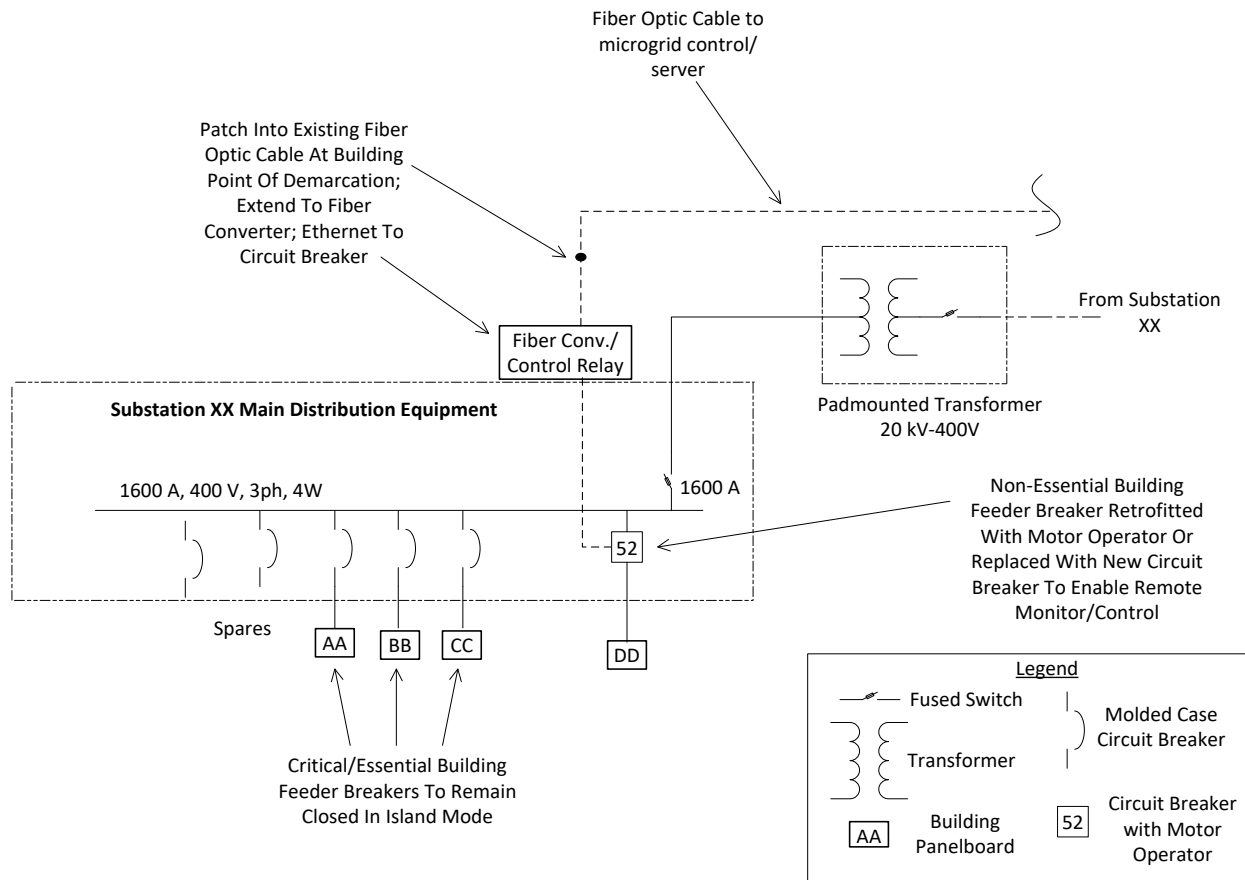 Fiber Optic Cable to
microgrid control/
server
Patch Into Existing Fiber
Optic Cable At Building
Point Of Demarcation;
Extend To Fiber
Converter; Ethernet To
Circuit Breaker
From Substation
XX
Fiber Conv./
Control Relay
Padmounted Transformer
20 kV-400V
Substation XX Main Distribution Equipment
1600 A, 400 V, 3ph, 4W
1600 A
52
Non-Essential Building
Feeder Breaker Retrofitted
With Motor Operator Or
Replaced With New Circuit
Breaker To Enable Remote
Monitor/Control
Spares
AA
BB
CC
DD
Critical/Essential Building
Feeder Breakers To Remain
Closed In Island Mode
Legend
Fused Switch
Transformer
AA
Building
Panelboard
Molded Case
Circuit Breaker
52
Circuit Breaker
with Motor
Operator